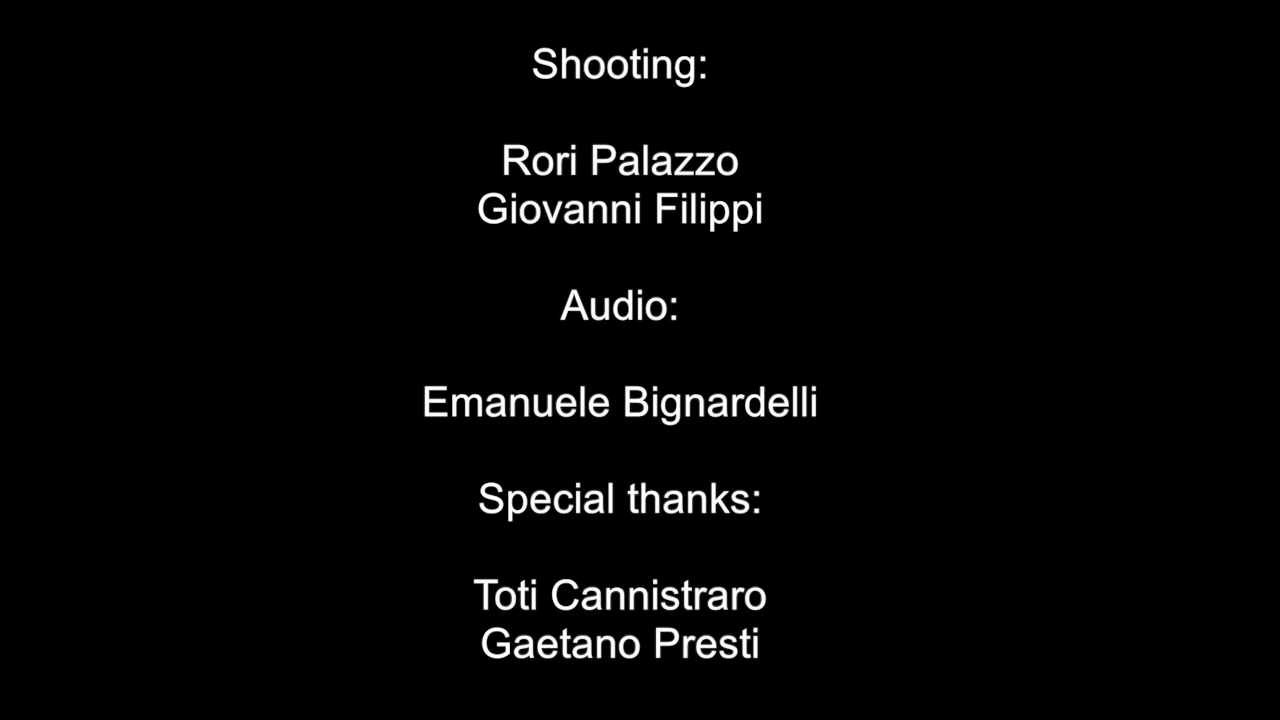 Shooting:
Rori Palazzo
Giovanni Filippi
Audio:
Emanuele Bignardelli
Special thanks:
Toti Cannistraro
Gaetano Presti